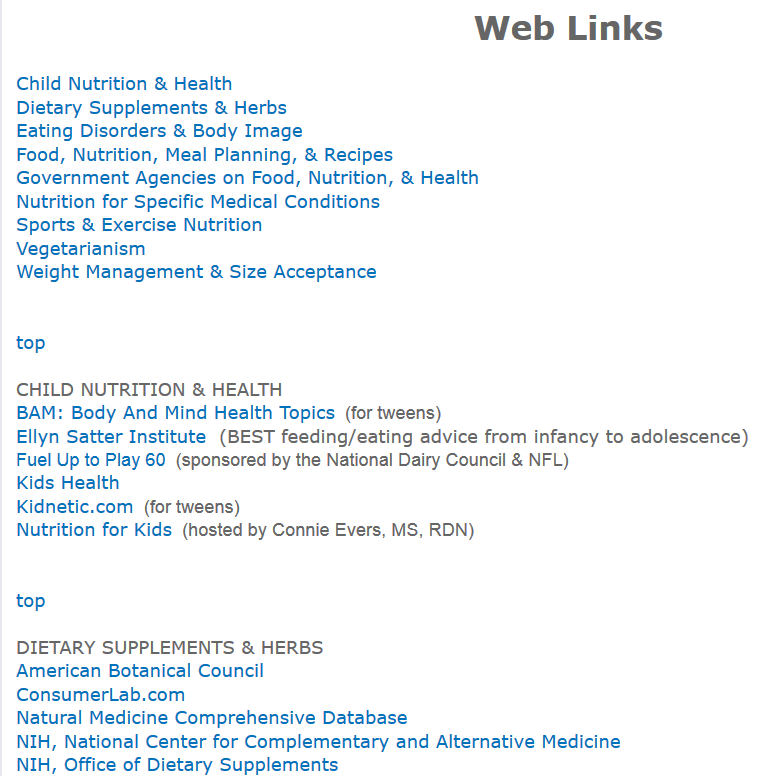 Web Links
Child Nutrition & Health
Dietary Supplements & Herbs
Eating Disorders & Body Image
Food, Nutrition, Meal Planning, & Recipes
Government Agencies on Food, Nutrition, & Health
Nutrition for Specific Medical Conditions
Sports & Exercise Nutrition
Vegetarianism
Weight Management & Size Acceptance
top
CHILD NUTRITION & HEALTH
BAM: Body And Mind Health Topics (for tweens)
Ellyn Satter Institute (BEST feeding/eating advice from infancy to adolescence)
Fuel Up to Play 60 (sponsored by the National Dairy Council & NFL)
Kids Health
Kidnetic.com (for tweens)
Nutrition for Kids (hosted by Connie Evers, MS, RDN)
top
DIETARY SUPPLEMENTS & HERBS
American Botanical Council
ConsumerLab.com
Natural Medicine Comprehensive Database
NIH, National Center for Complementary and Alternative Medicine
NIH, Office of Dietary Supplements